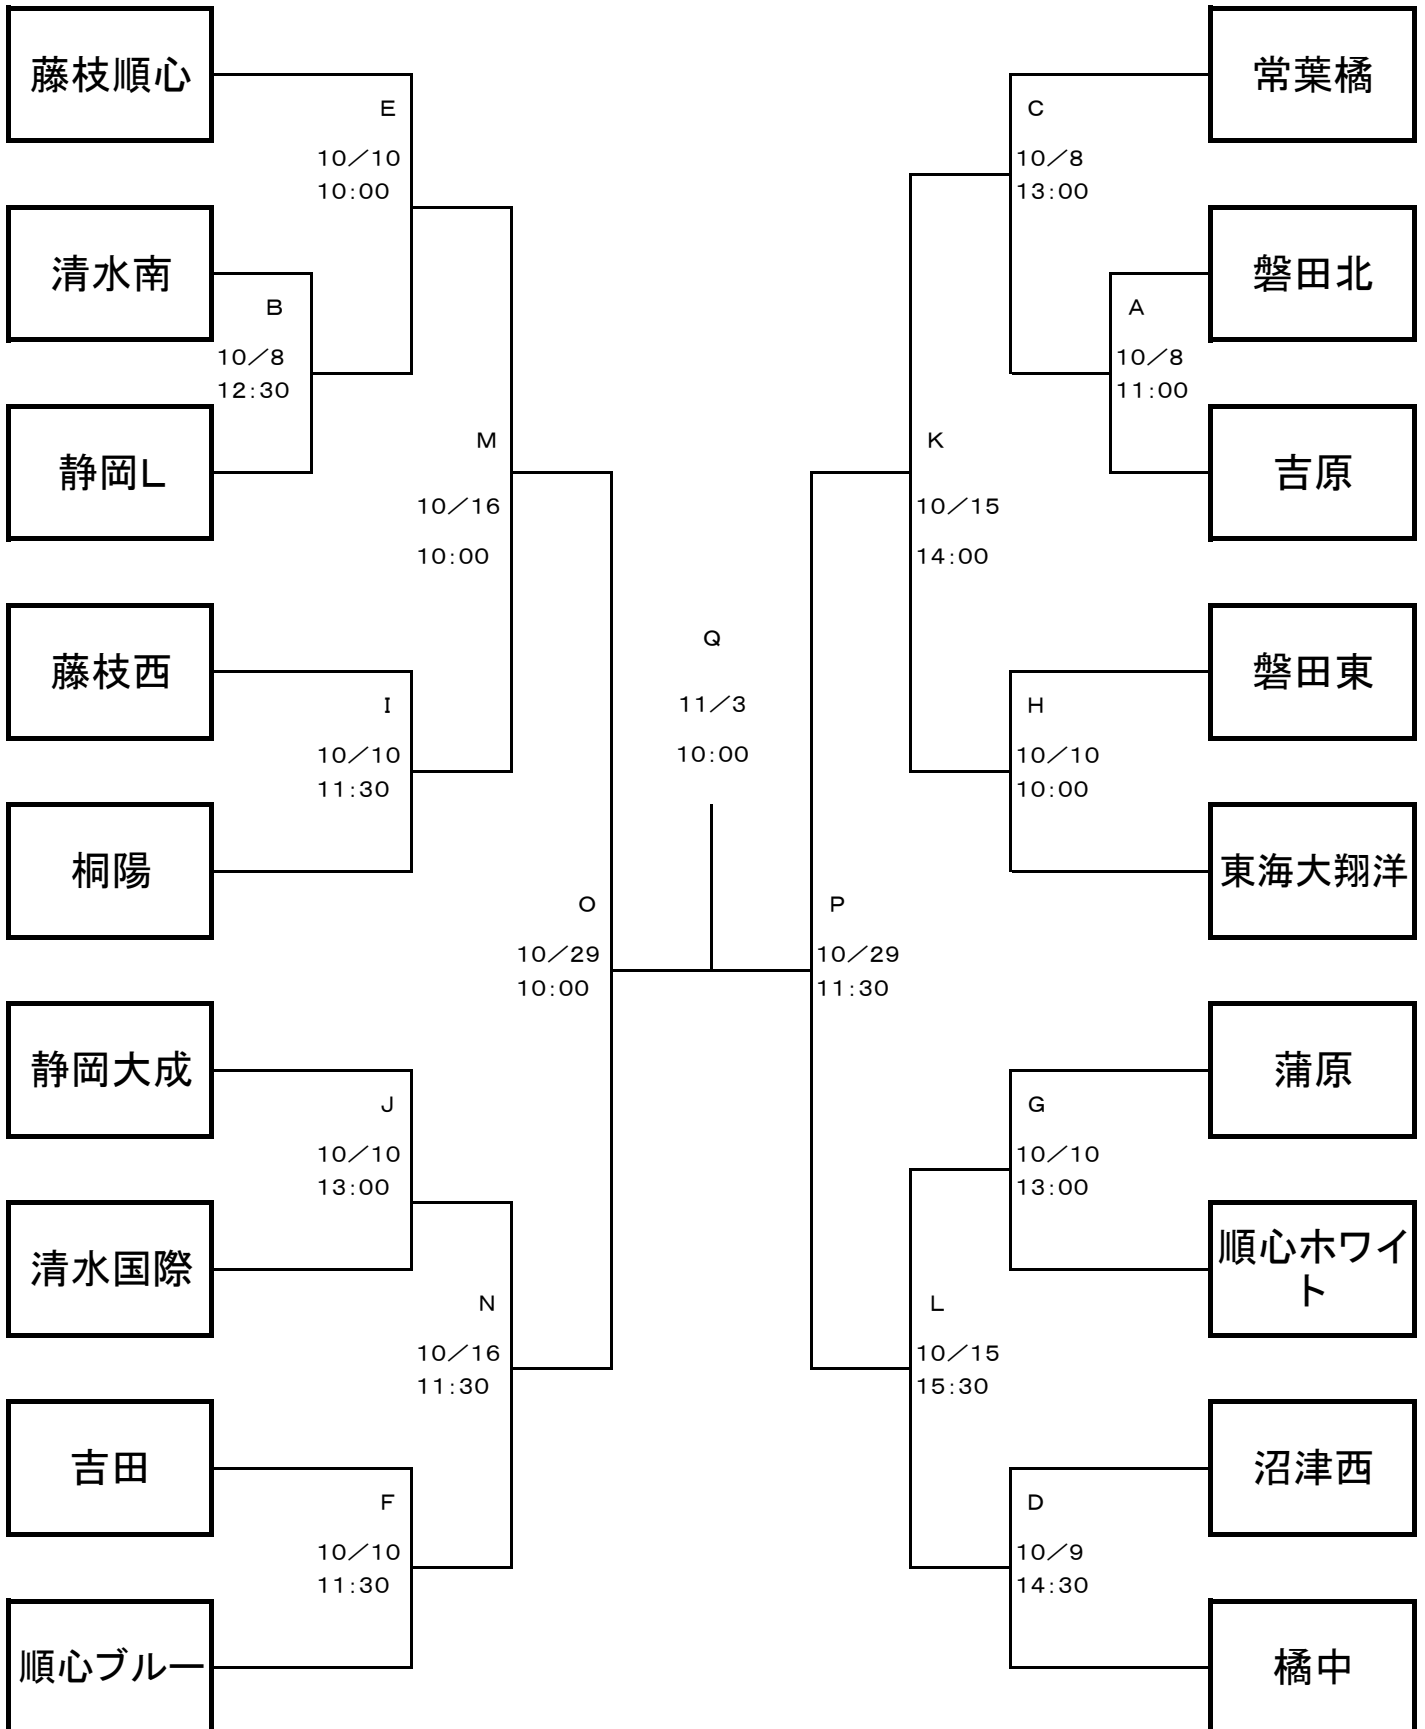 藤枝順心
E
10／10
10：00
清水南
B
10／8
12：30
静岡L
M
10／16
10：00
藤枝西
I
10／10
11：30
桐陽
O
10／29
10：00
静岡大成
J
10／10
13：00
清水国際
N
10／16
11：30
吉田
F
10／10
11：30
順心ブルー
Q
11／3
10：00
常葉橘
C
10／8
13：00
磐田北
A
10／8
11：00
吉原
K
10／15
14：00
磐田東
H
10／10
10：00
東海大翔洋
P
10／29
11：30
蒲原
G
10／10
13：00
順心ホワイ
ト
L
10／15
15：30
沼津西
D
10／9
14：30
橘中